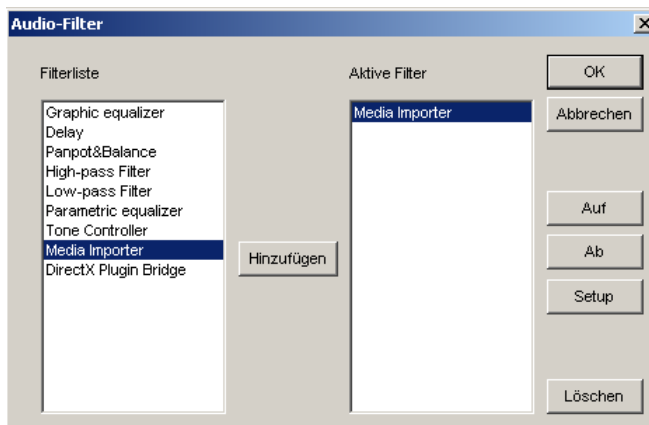 Audio-Filter
Filterliste
Graphic equalizer
Delay
Panpot&Balance
High-pass Filter
Low-pass Filter
Parametric equalizer
Tone Controller
Media Importer
DirectX Plugin Bridge
Hinzufügen
Aktive Filter
Media Importer
OK
Abbrechen
Auf
Ab
Setup
Löschen